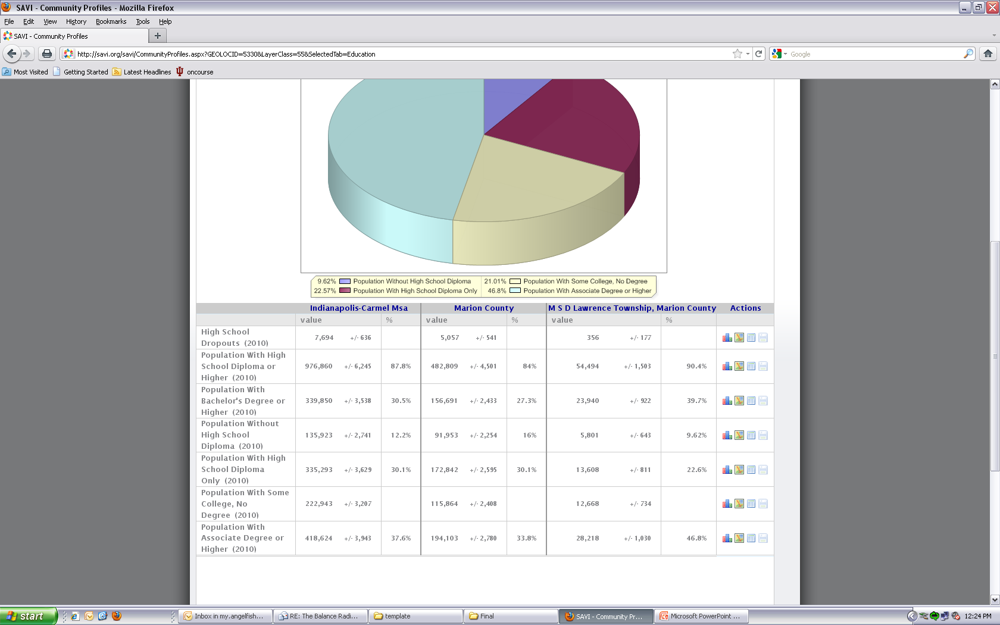 SAVI - Community Profiles - Mozilla Firefox
File Edit View History Bookmarks Tools Help
SAVI - Community Profiles
http://savi.org/savi/CommunityProfiles.aspx?GEOLOCID=5330&LayerClass=55&SelectedTab=Education
Google
Most Visited Getting Started Latest Headlines oncourse
9.62% Population Without High School Diploma 21.01% Population With Some College, No Degree
22.57% Population With High School Diploma Only 46.8% Population With Associate Degree or Higher
Indianapolis-Carmel Msa Marion County M S D Lawrence Township, Marion County Actions
value % value % value %
High School
Dropouts (2010) 7,694 +/- 636 5,057 +/- 541 356 +/- 177
Population With High
School Diploma or 976,860 +/- 6,245 87.8% 482,809 +/- 4,501 84% 54,494 +/- 1,503 90.4%
Higher (2010)
Population With
Bachelor's Degree or 339,850 +/- 3,538 30.5% 156,691 +/- 2,433 27.3% 23,940 +/- 922 39.7%
Higher (2010)
Population Without
High School 135,923 +/- 2,741 12.2% 91,953 +/- 2,254 16% 5,801 +/- 643 9.62%
Diploma (2010)
Population With High
School Diploma 335,293 +/- 3,629 30.1% 172,842 +/- 2,595 30.1% 13,608 +/- 811 22.6%
Only (2010)
Population With Some
College, No 222,943 +/- 3,207 115,864 +/- 2,408 12,668 +/- 734
Degree (2010)
Population With
Associate Degree or 418,624 +/- 3,943 37.6% 194,103 +/- 2,780 33.8% 28,218 +/- 1,030 46.8%
Higher (2010)
start Inbox in my.angelfish... RE: The Balance Radi... template Final SAVI - Community Pr... Microsoft PowerPoint ... 12:24 PM